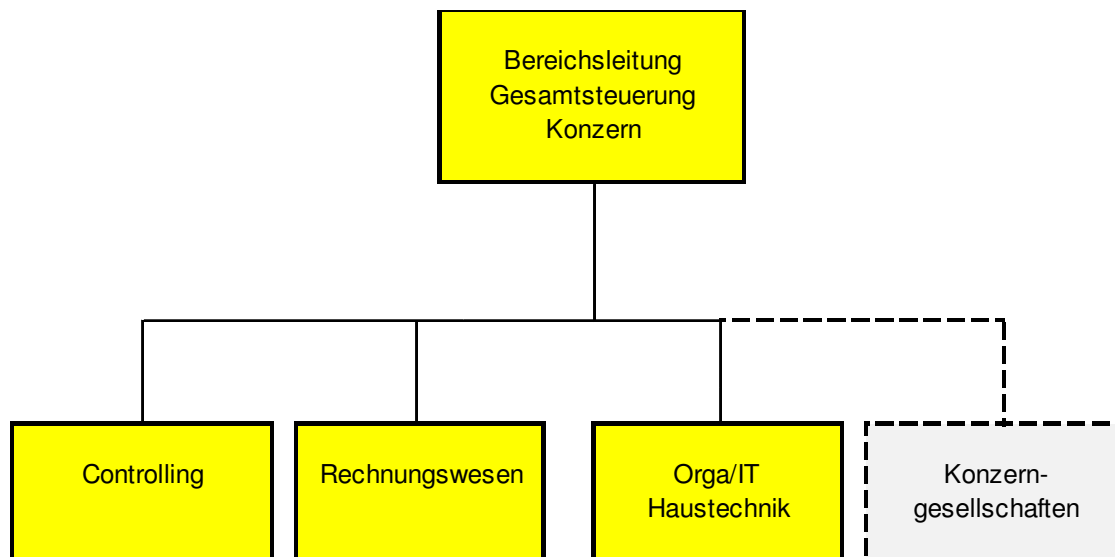 Bereichsleitung
Gesamtsteuerung
Konzern
Controlling
Rechnungswesen
Orga/IT
Haustechnik
Konzern-
gesellschaften